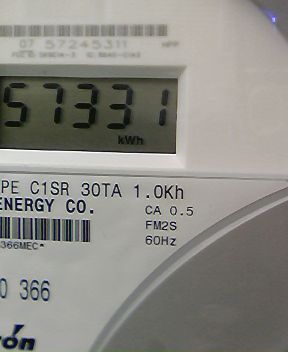 07 57245311
57331
kWh
PE C1SR 30TA 1.0Kh
ENERGY CO.
CA 0.5
FM2S
60Hz
366MEC*
0 366
rón